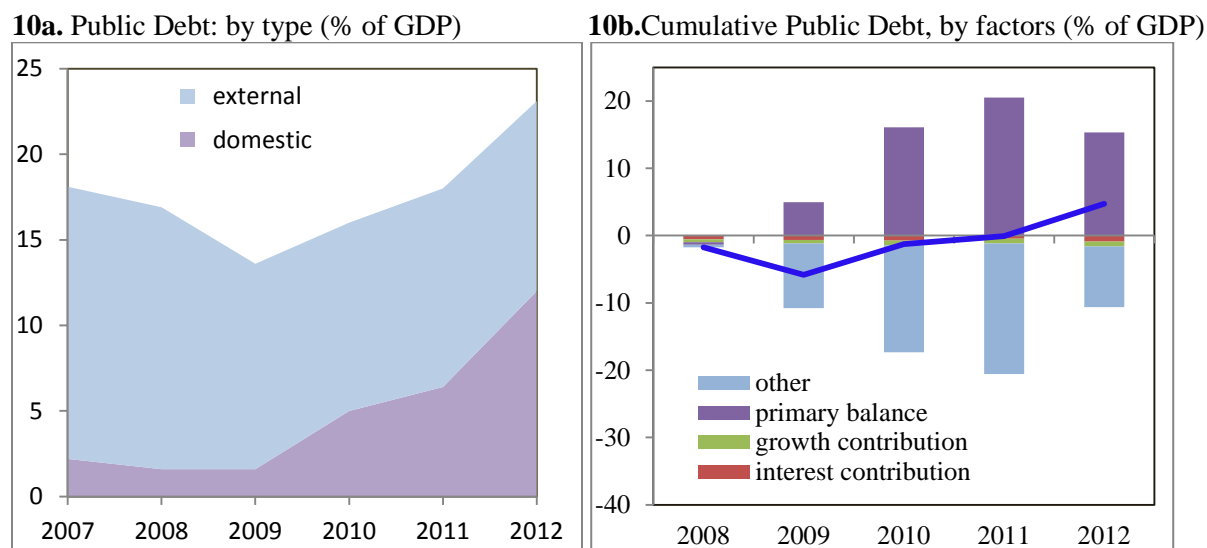 10a. Public Debt: by type (% of GDP)
25
20
15
10
5
0
external
domestic
2007 2008 2009 2010 2011 2012
10b.Cumulative Public Debt, by factors (% of GDP)
20
10
0
-10
-20
-30
-40
other
primary balance
growth contribution
interest contribution
2008 2009 2010 2011 2012